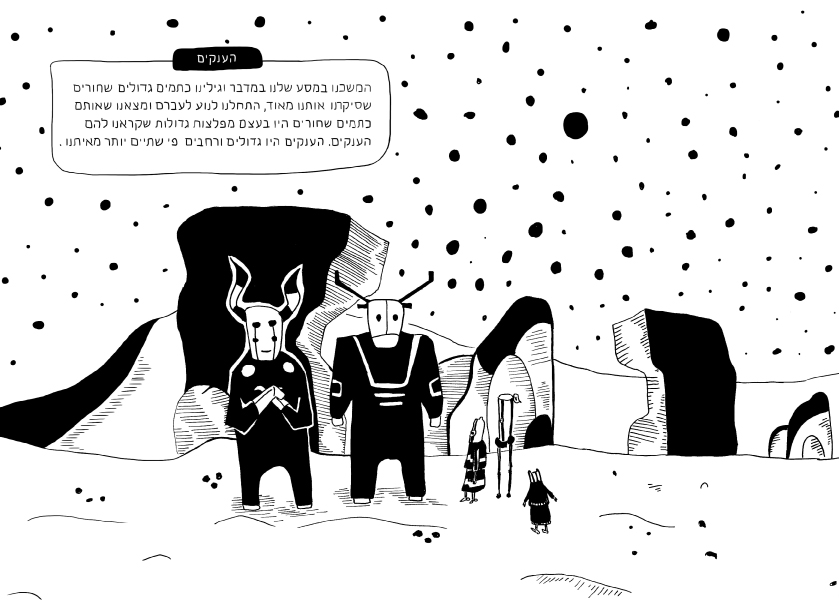 הענקים
המשכנו במסע שלנו במדבר וגילינו כתמים גדולים שחורים
שסיקרנו אותנו מאוד, התחלנו לנוע לעברם ומצאנו שאותם
כתמים שחורים היו בעצם מפלצות גדולות שקראנו להם
הענקים. הענקים היו גדולים ורחבים פי שתיים יותר מאיתנו .